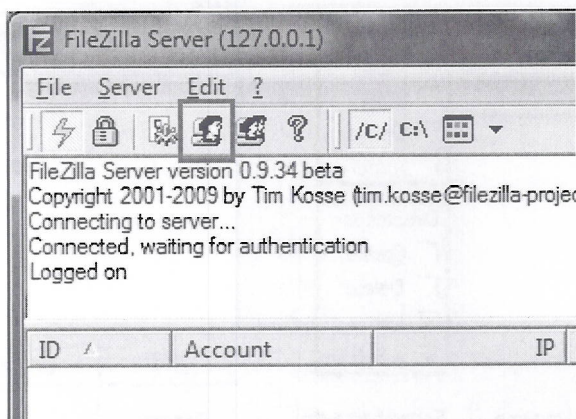 FileZilla Server (127.0.0.1)
File Server Edit ?
/C/ C:\
FileZilla Server version 0.9.34 beta
Copyright 2001-2009 by Tim Kosse (tim.kosse@filezilla-projec
Connecting to server...
Connected, waiting for authentication
Logged on
ID Account IP